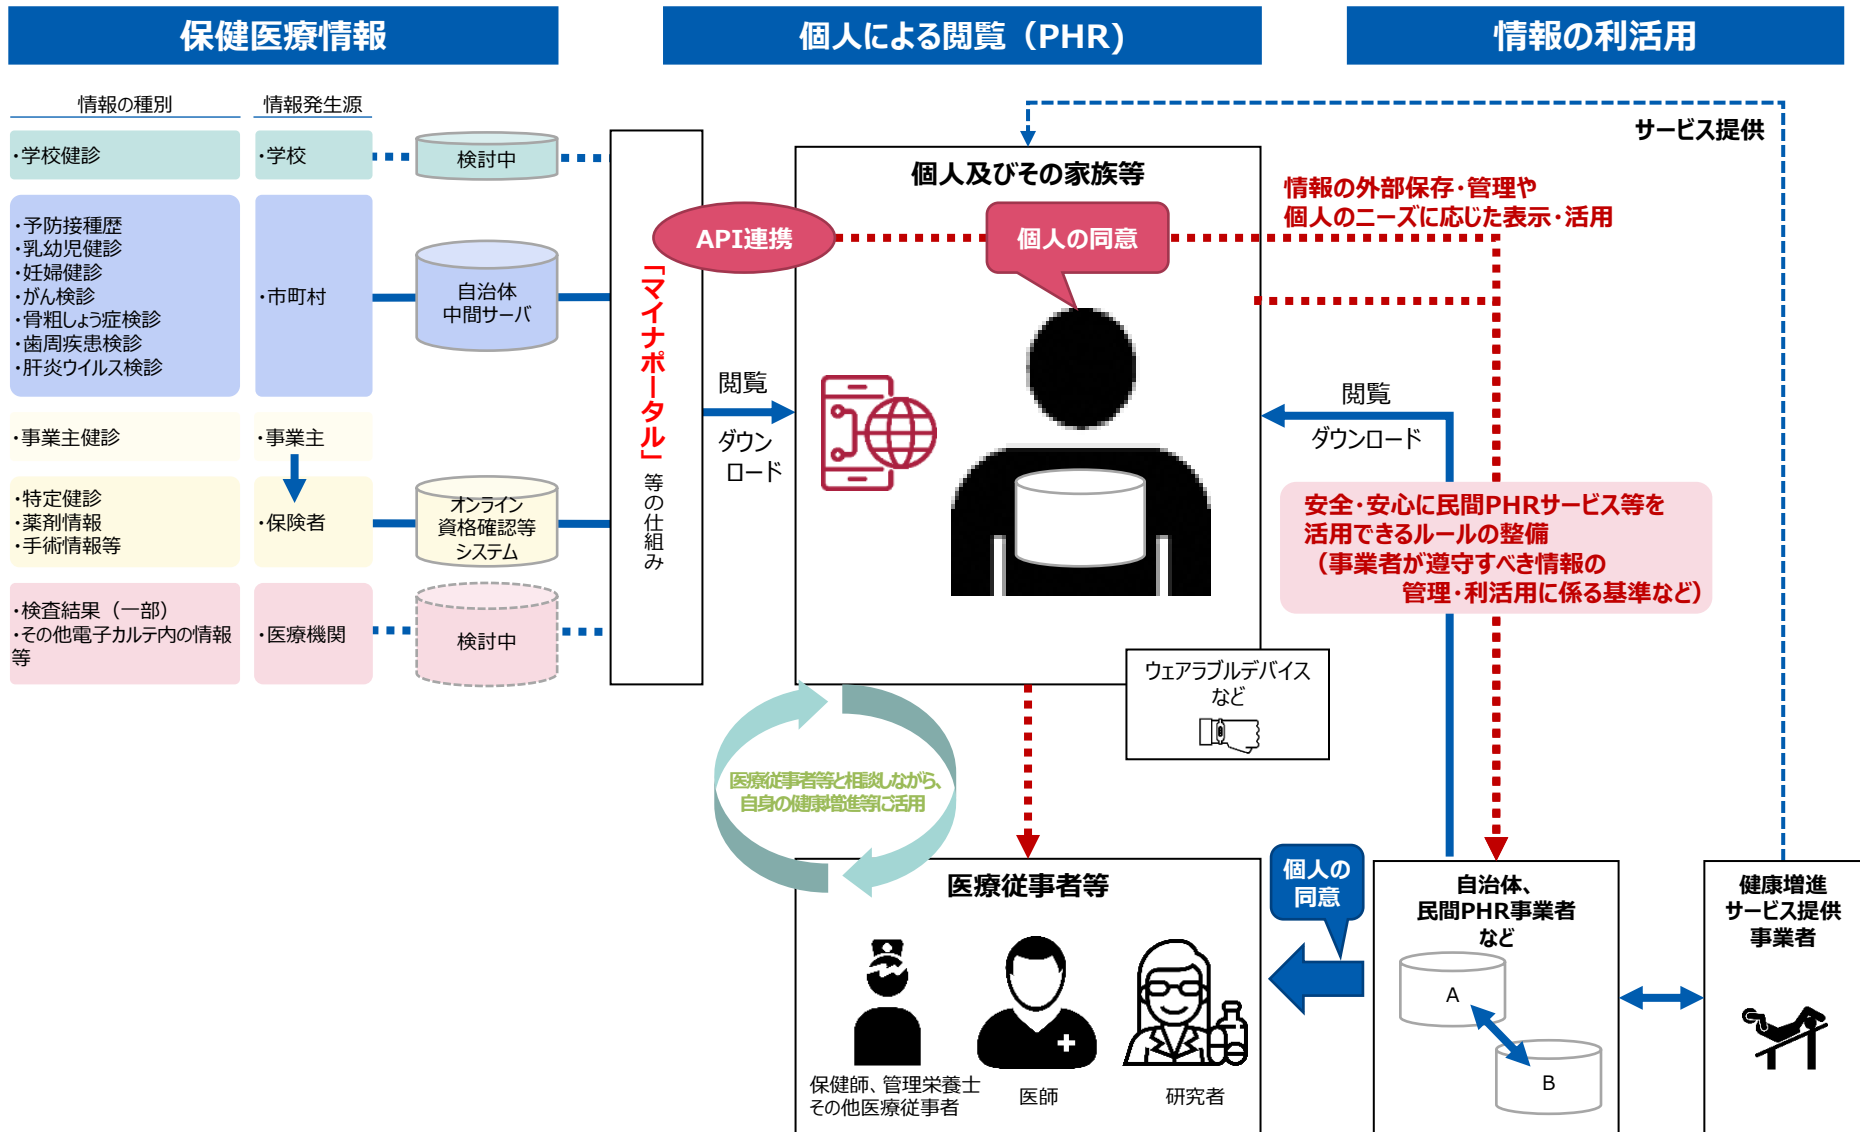 保健医療情報
個人による閲覧（PHR)
情報の利活用
情報の種別
情報発生源
・学校健診
・学校
検討中
・予防接種歴
・乳幼児健診
・妊婦健診
・がん検診
・骨粗しょう症検診
・歯周疾患検診
・肝炎ウイルス検診
・市町村
自治体
中間サーバ
・事業主健診
・事業主
・特定健診
・薬剤情報
・手術情報等
・保険者
オンライン
資格確認等
システム
・検査結果（一部）
・その他電子カルテ内の情報
等
・医療機関
検討中
「マイナポータル」等の仕組み
API連携
閲覧
ダウン
ロード
個人及びその家族等
個人の同意
サービス提供
情報の外部保存・管理や
個人のニーズに応じた表示・活用
閲覧
ダウンロード
安全・安心に民間PHRサービス等を
活用できるルールの整備
（事業者が遵守すべき情報の
管理・利活用に係る基準など）
ウェアラブルデバイス
など
医療従事者等と相談しながら、
自身の健康増進等に活用
医療従事者等
保健師、管理栄養士
その他医療従事者
医師
研究者
個人の
同意
自治体、
民間PHR事業者
など
A
B
健康増進
サービス提供
事業者